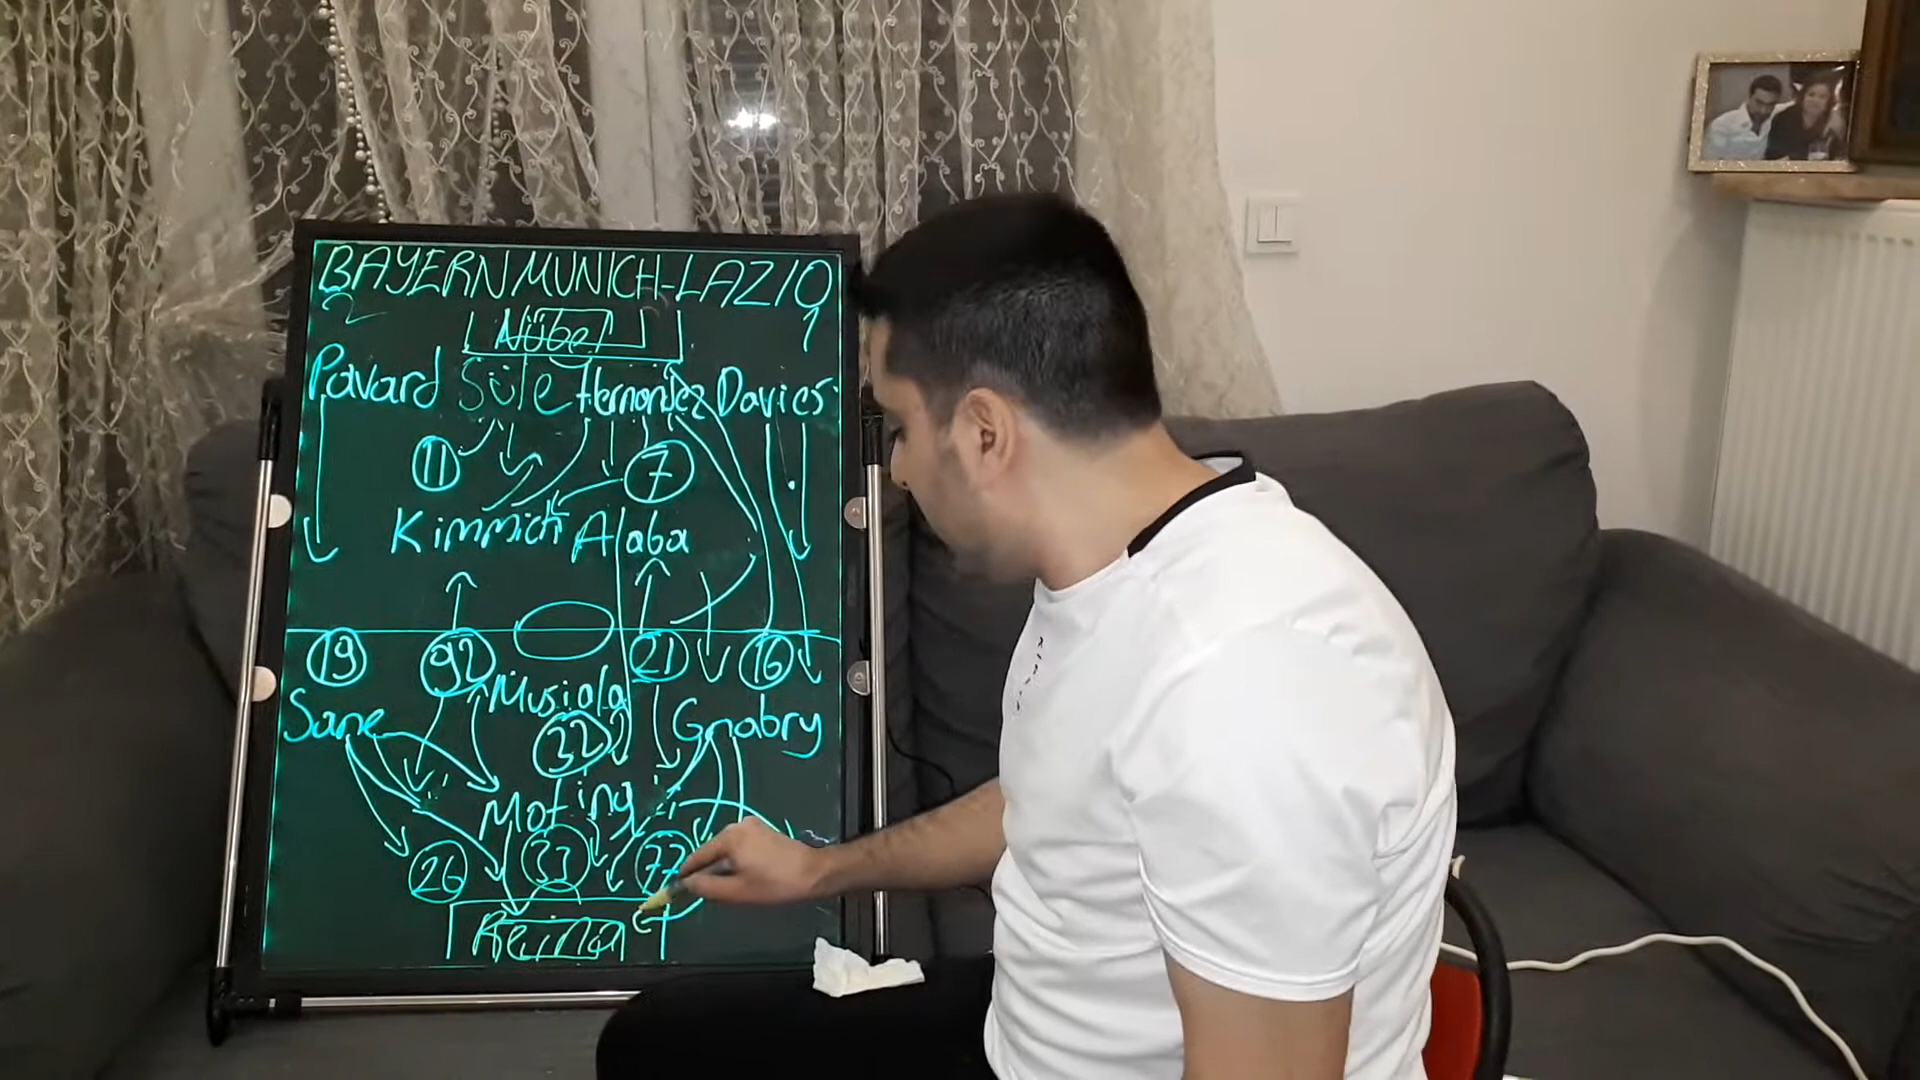 BAYERN MUNICH-LAZIO
2 1
Nübel
Pavard Süle Hernandez Davies
11 7
Kimmich Alaba
19 92 21 16
Musiala
Sane 32 Gnabry
Moting
26 33 77
Reina